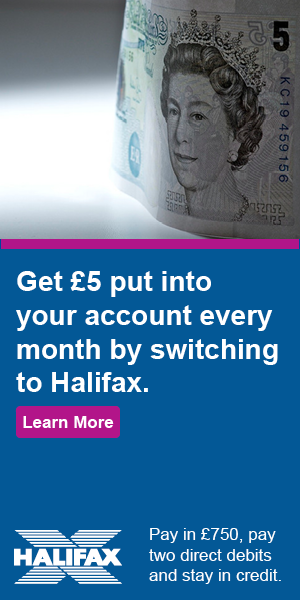 5
KC19 459156
Get £5 put into
your account every
month by switching
to Halifax.
Learn More
HALIFAX
Pay in £750, pay
two direct debits
and stay in credit.